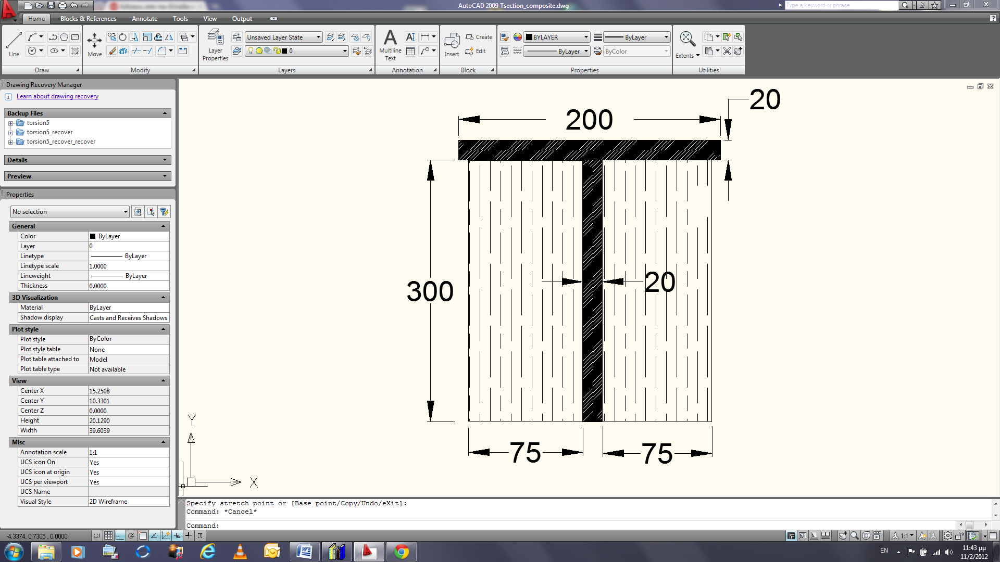 AutoCAD 2009 Tsection_composite.dwg
Type a keyword or phrase
Home Blocks & References Annotate Tools View Output
Line
Move
Layer
Properties
Unsaved Layer State
0
Multiline
Text
Insert
Create
Edit
BYLAYER
ByLayer
ByLayer
ByColor
Extents
Draw Modify Layers Annotation Block Properties Utilities
Drawing Recovery Manager
Learn about drawing recovery
Backup Files
torsion5
torsion5_recover
torsion5_recover_recover
Details
Preview
Properties
No selection
General
Color ByLayer
Layer 0
Linetype ByLayer
Linetype scale 1.0000
Lineweight ByLayer
Thickness 0.0000
3D Visualization
Material ByLayer
Shadow display Casts and Receives Shadows
Plot style
Plot style ByColor
Plot style table None
Plot table attached to Model
Plot table type Not available
View
Center X 15.2508
Center Y 10.3301
Center Z 0.0000
Height 20.1290
Width 39.6039
Misc
Annotation scale 1:1
UCS icon On Yes
UCS icon at origin Yes
UCS per viewport Yes
UCS Name
Visual Style 2D Wireframe
20
200
300
20
75
75
Y
X
Specify stretch point or [Base point/Copy/Undo/eXit]:
Command: *Cancel*
Command:
-4.3374, 0.7305 , 0.0000
1:1
EN
11:43 μμ
11/2/2012